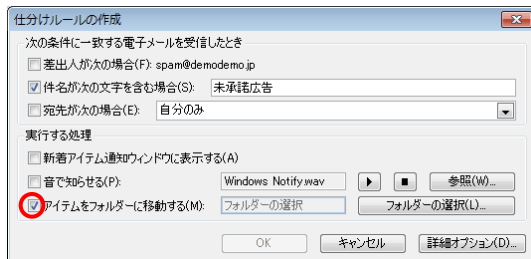 仕分けルールの作成
次の条件に一致する電子メールを受信したとき
差出人が次の場合(F): spam@demodemo.jp
件名が次の文字を含む場合(S): 未承諾広告
宛先が次の場合(E): 自分のみ
実行する処理
新着アイテム通知ウィンドウに表示する(A)
音で知らせる(P): Windows Notify.wav 参照(W)...
アイテムをフォルダーに移動する(M): フォルダーの選択 フォルダーの選択(L)...
OK キャンセル 詳細オプション(D)...